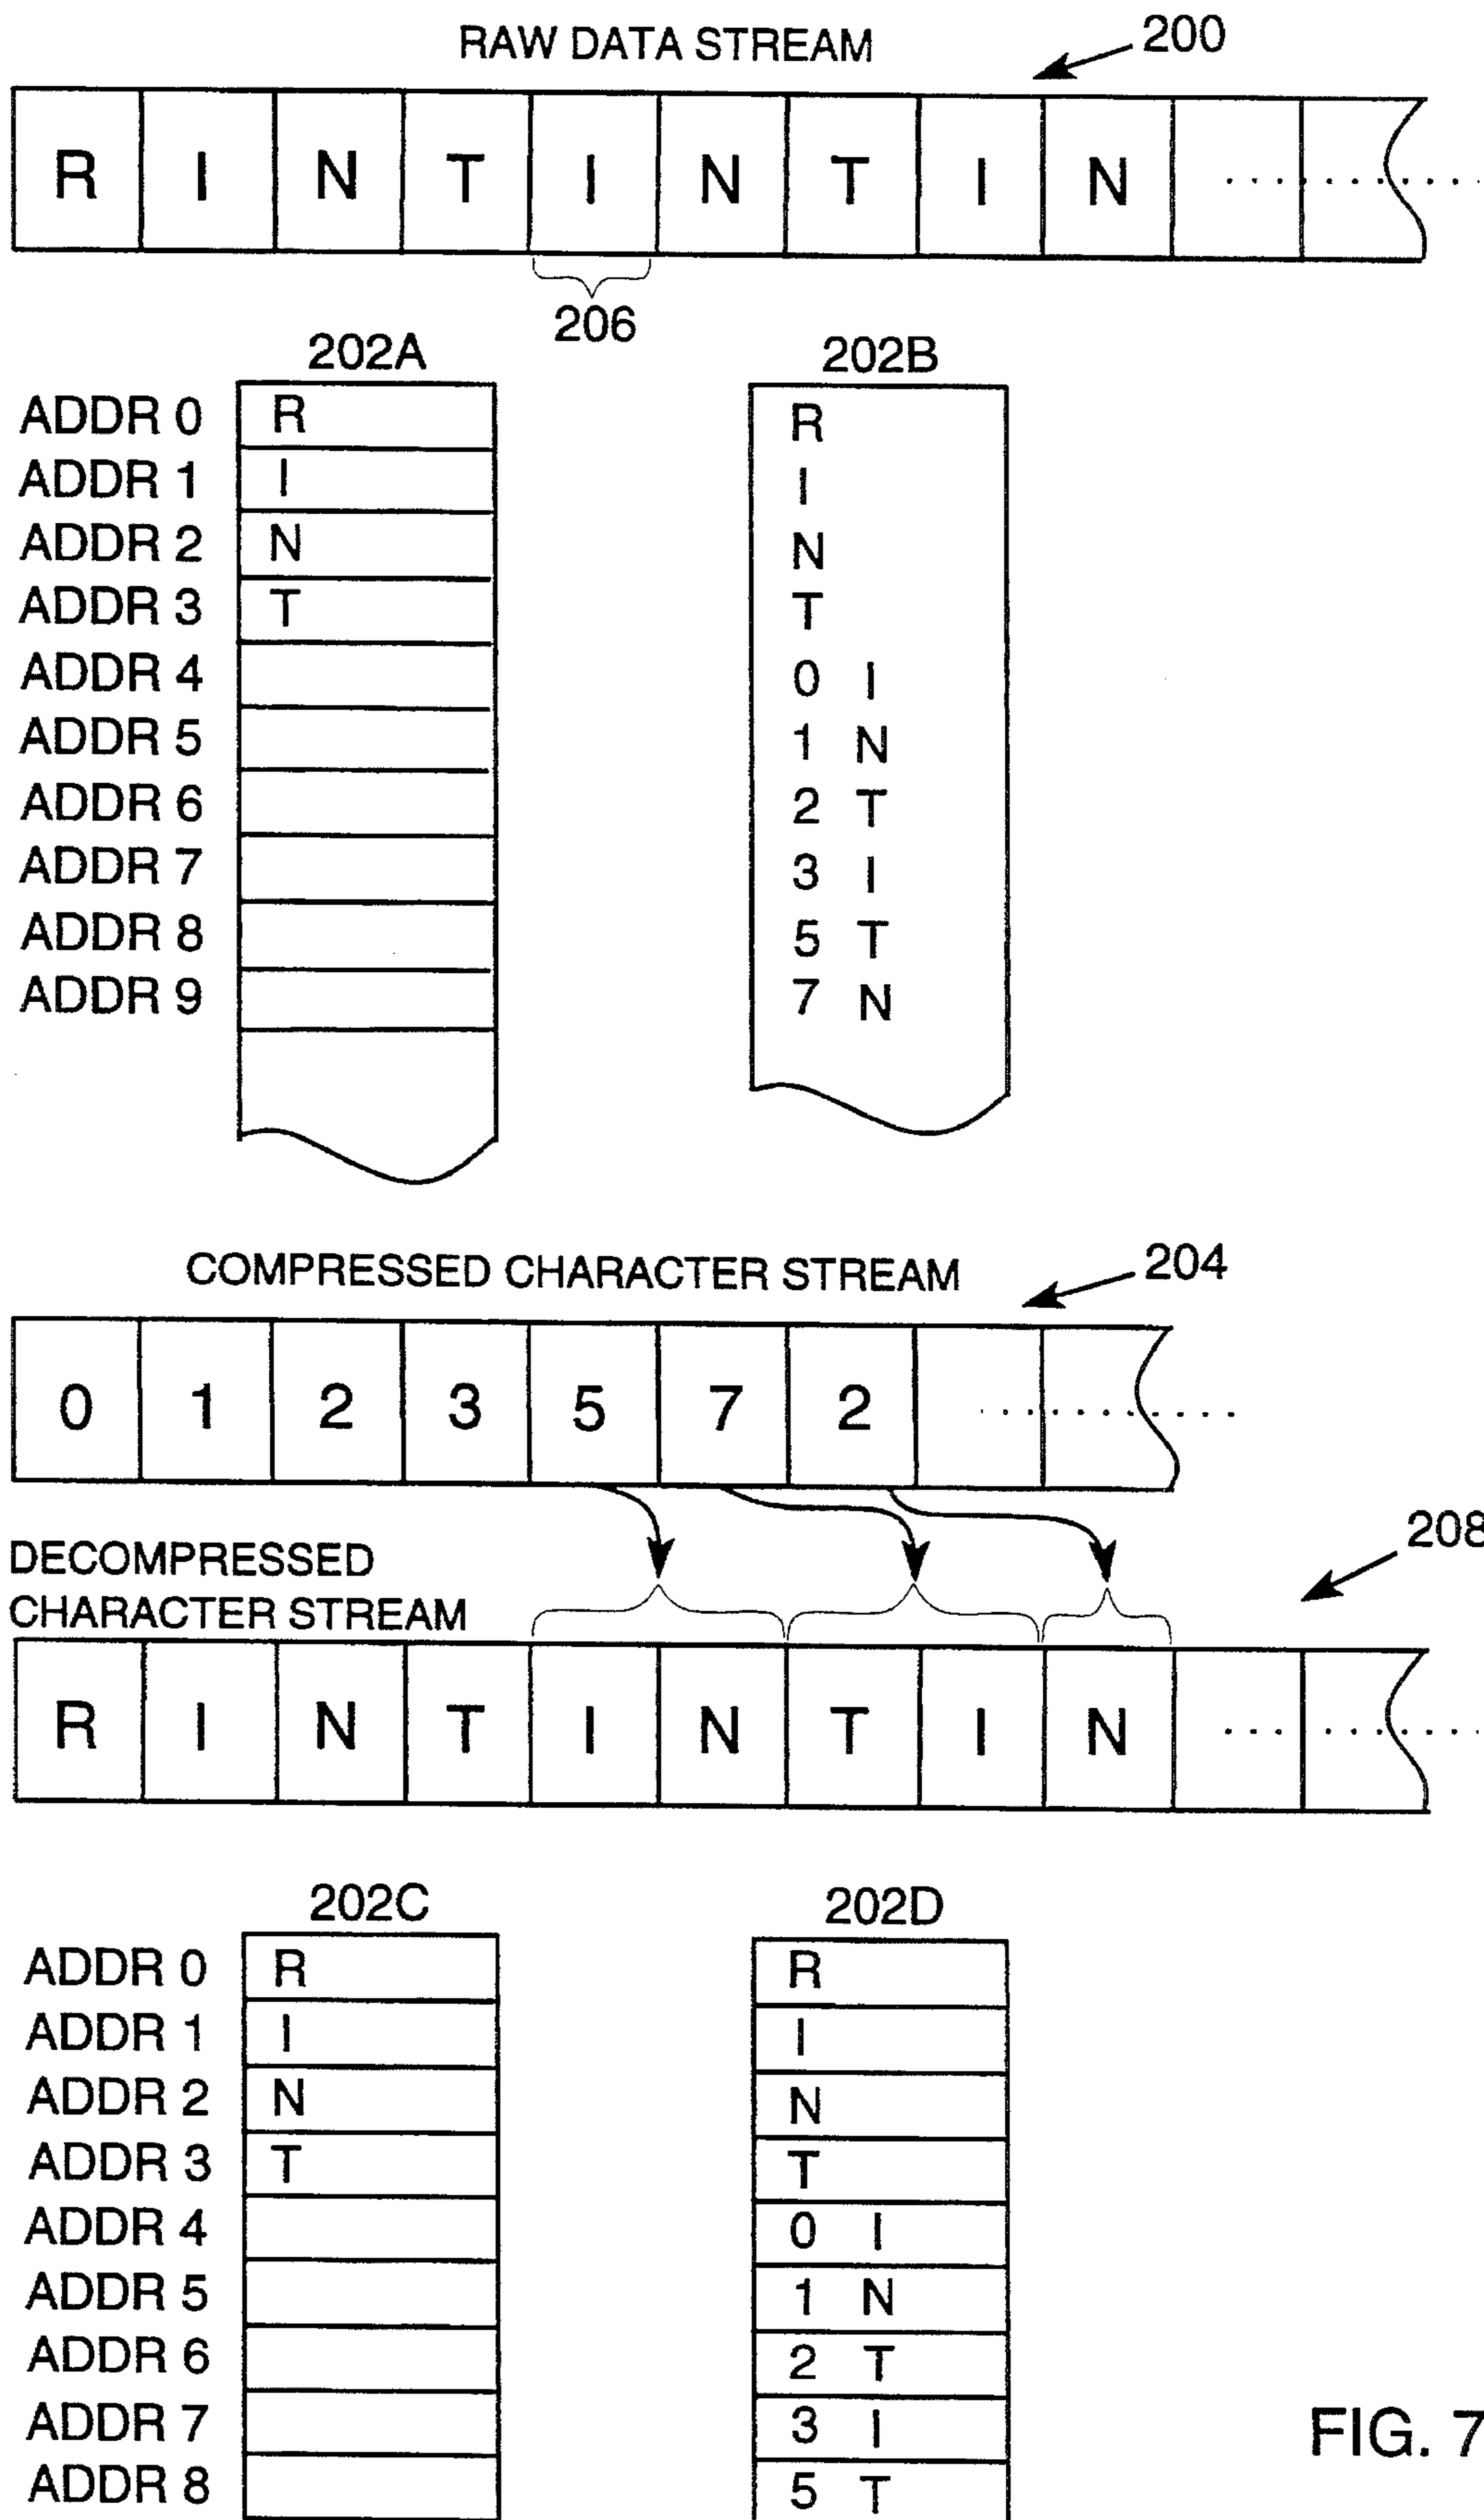 RAW DATA STREAM
200
R I N T I N T I N ..........
206
202A 202B
ADDR 0 R R
ADDR 1 I I
ADDR 2 N N
ADDR 3 T T
ADDR 4 0 I
ADDR 5 1 N
ADDR 6 2 T
ADDR 7 3 I
ADDR 8 5 T
ADDR 9 7 N
COMPRESSED CHARACTER STREAM
204
0 1 2 3 5 7 2 ..........
208
DECOMPRESSED
CHARACTER STREAM
R I N T I N T I N ..........
202C 202D
ADDR 0 R R
ADDR 1 I I
ADDR 2 N N
ADDR 3 T T
ADDR 4 0 I
ADDR 5 1 N
ADDR 6 2 T
ADDR 7 3 I
ADDR 8 5 T
FIG. 7